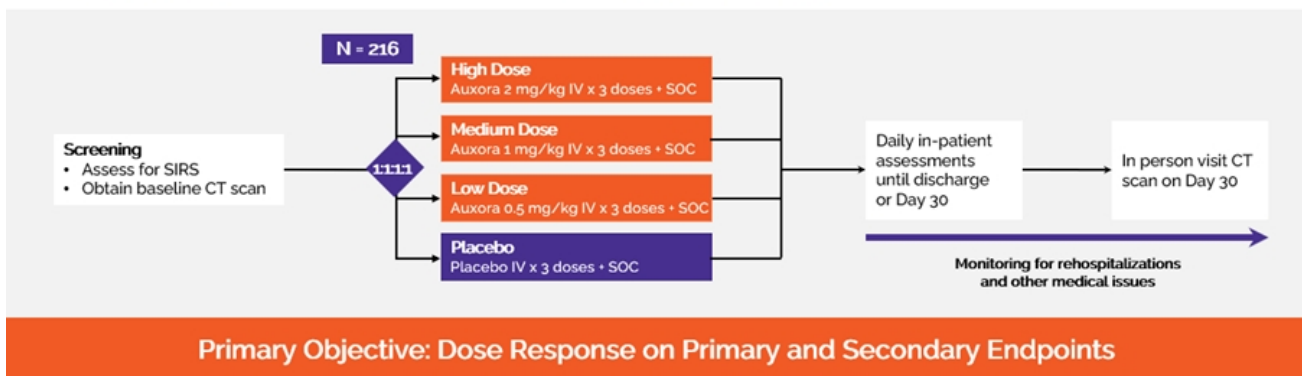 N = 216
Screening
• Assess for SIRS
• Obtain baseline CT scan
1:1:1:1
High Dose
Auxora 2 mg/kg IV x 3 doses + SOC
Medium Dose
Auxora 1 mg/kg IV x 3 doses + SOC
Low Dose
Auxora 0.5 mg/kg IV x 3 doses + SOC
Placebo
Placebo IV x 3 doses + SOC
Daily in-patient
assessments
until discharge
or Day 30
In person visit CT
scan on Day 30
Monitoring for rehospitalizations
and other medical issues
Primary Objective: Dose Response on Primary and Secondary Endpoints